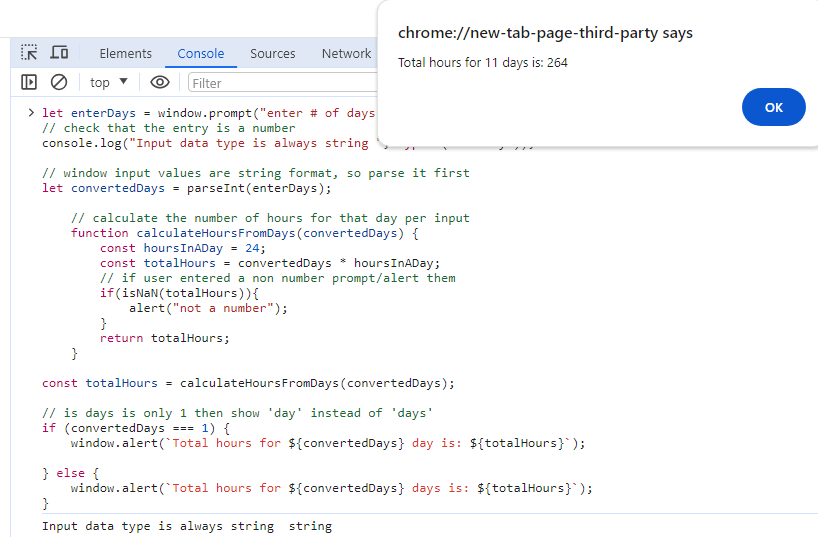 chrome://new-tab-page-third-party says
Total hours for 11 days is: 264
OK
Elements Console Sources Network
top ▼ Filter
> let enterDays = window.prompt("enter # of days
// check that the entry is a number
console.log("Input data type is always string "
// window input values are string format, so parse it first
let convertedDays = parseInt(enterDays);
// calculate the number of hours for that day per input
function calculateHoursFromDays(convertedDays) {
const hoursInADay = 24;
const totalHours = convertedDays * hoursInADay;
// if user entered a non number prompt/alert them
if(isNaN(totalHours)){
alert("not a number");
}
return totalHours;
}
const totalHours = calculateHoursFromDays(convertedDays);
// is days is only 1 then show 'day' instead of 'days'
if (convertedDays === 1) {
window.alert(`Total hours for ${convertedDays} day is: ${totalHours}`);
} else {
window.alert(`Total hours for ${convertedDays} days is: ${totalHours}`);
}
Input data type is always string  string